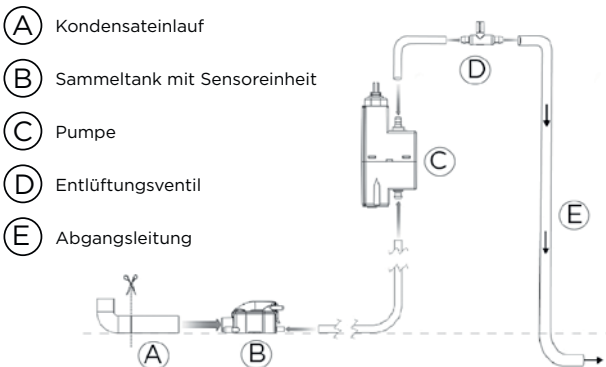 A Kondensateinlauf
B Sammeltank mit Sensoreinheit
C Pumpe
D Entlüftungsventil
E Abgangsleitung
D
C
E
A
B